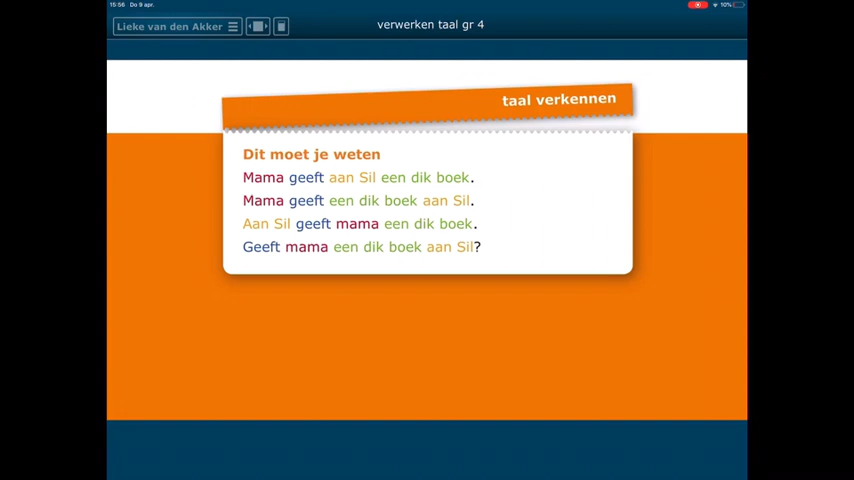 15:56 Do 9 apr.
10%
Lieke van den Akker
verwerken taal gr 4
taal verkennen
Dit moet je weten
Mama geeft aan Sil een dik boek.
Mama geeft een dik boek aan Sil.
Aan Sil geeft mama een dik boek.
Geeft mama een dik boek aan Sil?